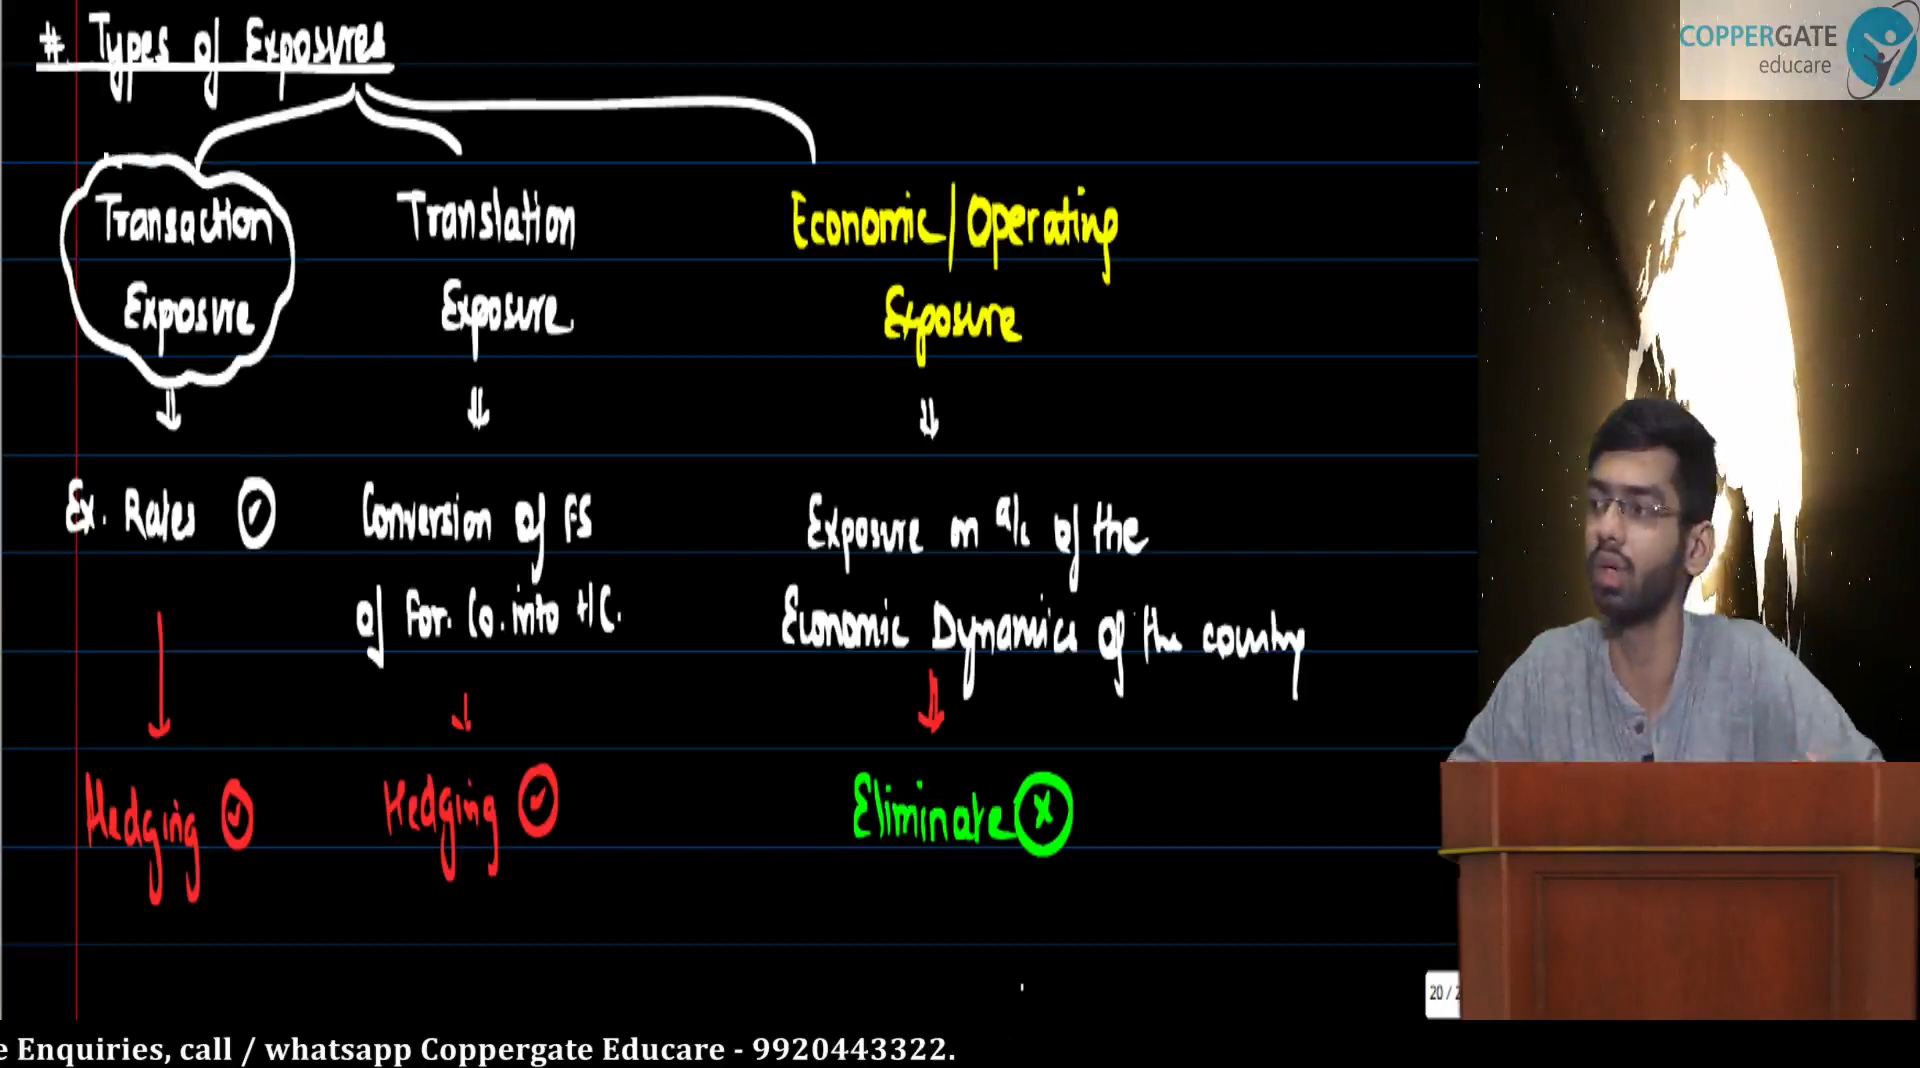 # Types of Exposures
COPPERGATE
educare
Transaction
Exposure
Translation
Exposure
Economic/Operating
Exposure
Ex. Rates
Conversion of FS
of For. Co. into HC.
Exposure on a/c of the
Economic Dynamics of the country
Hedging
Hedging
Eliminate
20 / 2
e Enquiries, call / whatsapp Coppergate Educare - 9920443322.